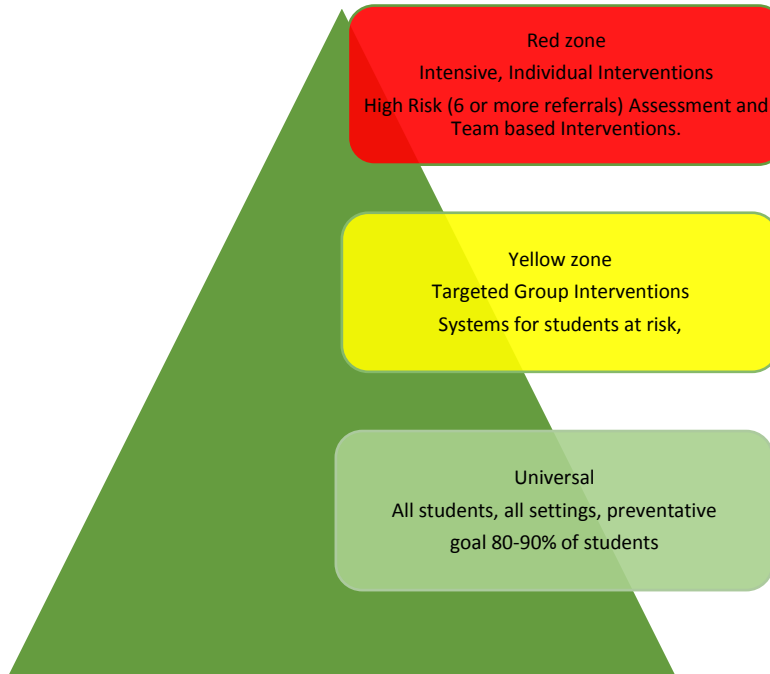 Red zone
Intensive, Individual Interventions
High Risk (6 or more referrals) Assessment and
Team based Interventions.
Yellow zone
Targeted Group Interventions
Systems for students at risk,
Universal
All students, all settings, preventative
goal 80-90% of students